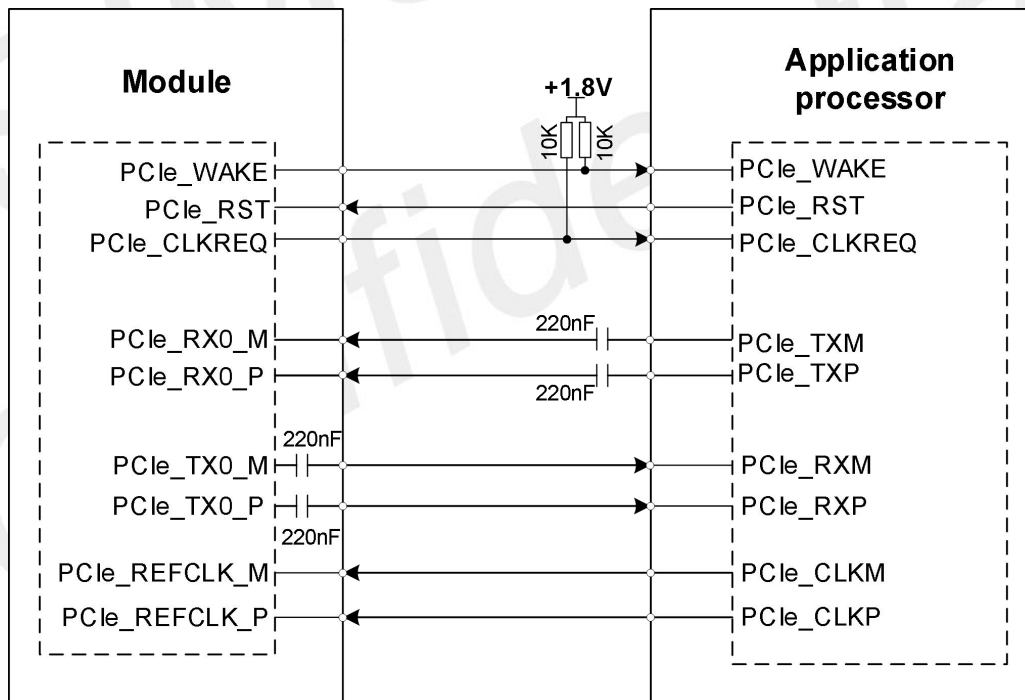 Module
Application
processor
+1.8V
10K
10K
PCIe_WAKE
PCIe_WAKE
PCIe_RST
PCIe_RST
PCIe_CLKREQ
PCIe_CLKREQ
220nF
PCIe_RX0_M
PCIe_TXM
PCIe_RX0_P
PCIe_TXP
220nF
220nF
PCIe_TX0_M
PCIe_RXM
PCIe_TX0_P
PCIe_RXP
220nF
PCIe_REFCLK_M
PCIe_CLKM
PCIe_REFCLK_P
PCIe_CLKP